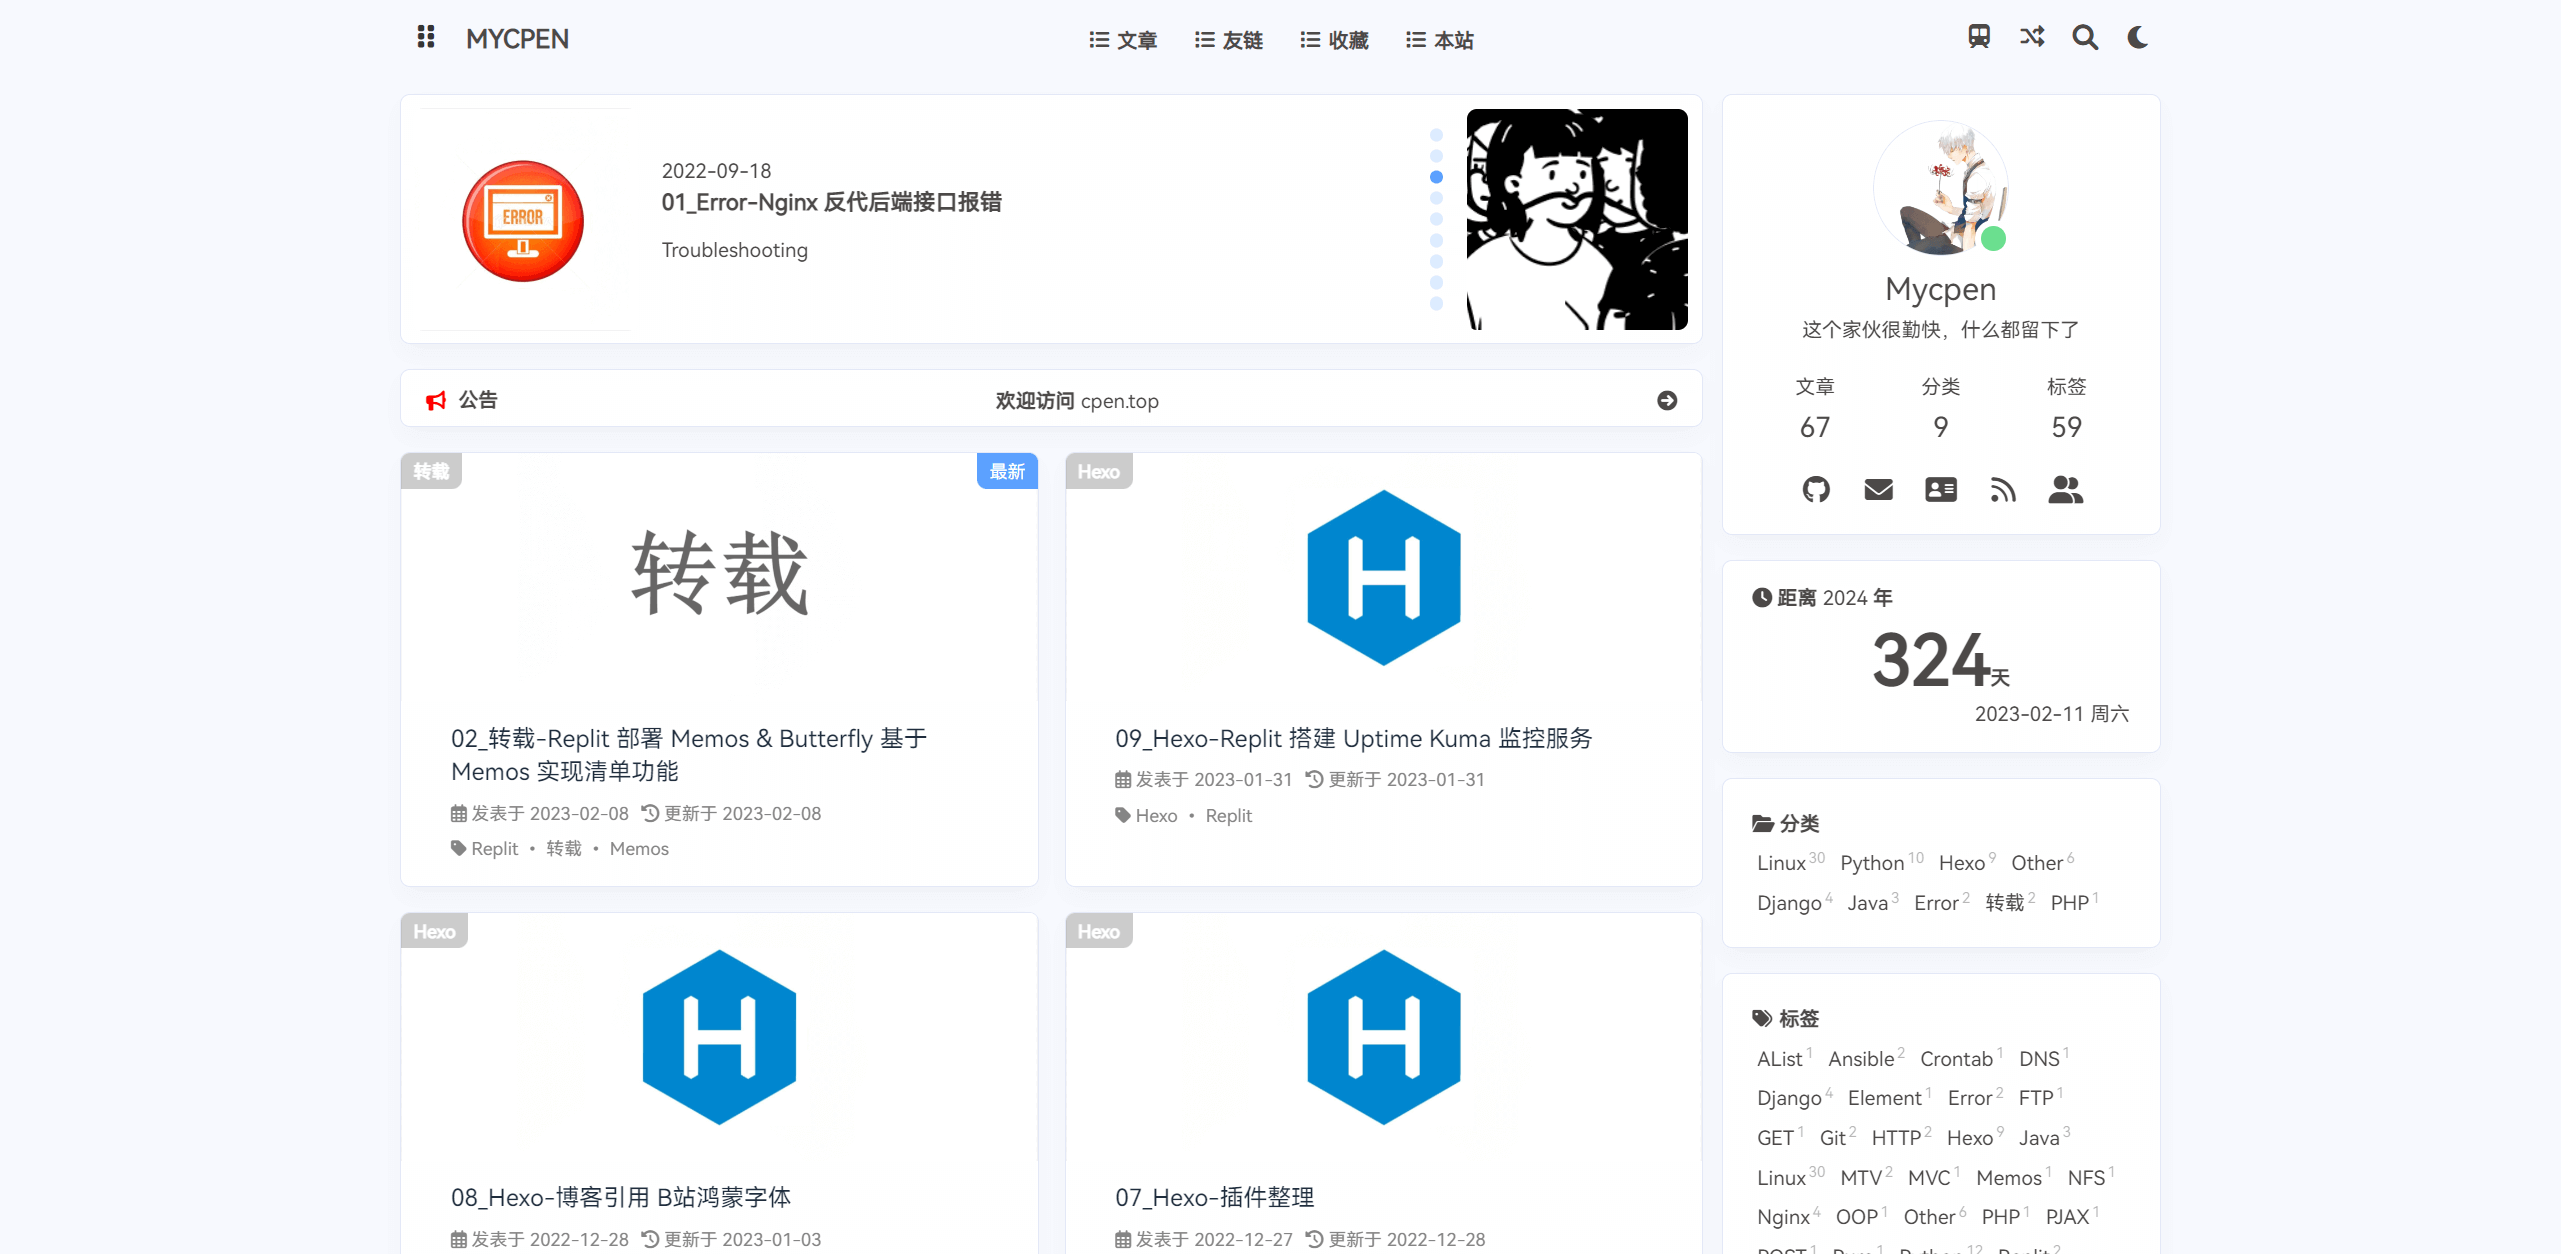 MYCPEN
文章
友链
收藏
本站
ERROR
2022-09-18
01_Error-Nginx 反代后端接口报错
Troubleshooting
公告
欢迎访问 cpen.top
转载
最新
转载
02_转载-Replit 部署 Memos & Butterfly 基于
Memos 实现清单功能
发表于 2023-02-08 更新于 2023-02-08
Replit • 转载 • Memos
Hexo
H
09_Hexo-Replit 搭建 Uptime Kuma 监控服务
发表于 2023-01-31 更新于 2023-01-31
Hexo • Replit
Hexo
H
08_Hexo-博客引用 B站鸿蒙字体
发表于 2022-12-28 更新于 2023-01-03
Hexo
H
07_Hexo-插件整理
发表于 2022-12-27 更新于 2022-12-28
Mycpen
这个家伙很勤快，什么都留下了
文章 分类 标签
67 9 59
距离 2024 年
324天
2023-02-11 周六
分类
Linux 30 Python 10 Hexo 9 Other 6
Django 4 Java 3 Error 2 转载 2 PHP 1
标签
AList 1 Ansible 2 Crontab 1 DNS 1
Django 4 Element 1 Error 2 FTP 1
GET 1 Git 2 HTTP 2 Hexo 9 Java 3
Linux 30 MTV 2 MVC 1 Memos 1 NFS 1
Nginx 4 OOP 1 Other 6 PHP 1 PJAX 1